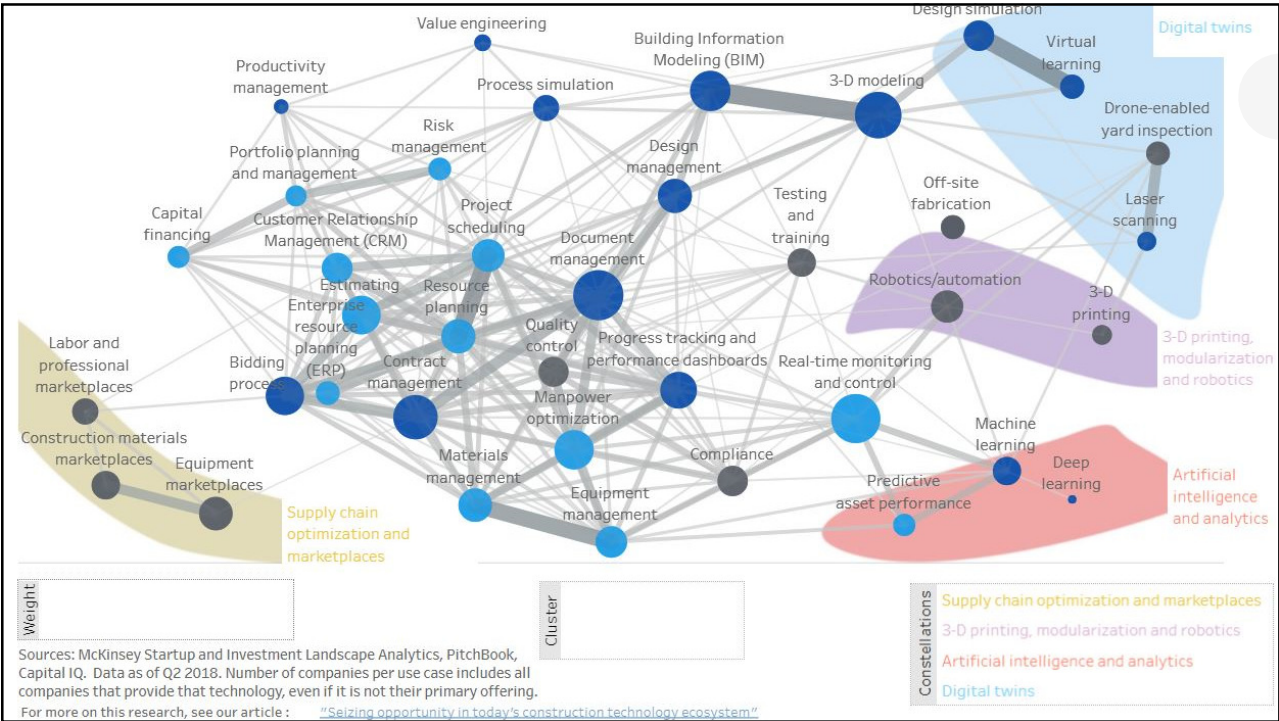 Design simulation
Digital twins
Value engineering
Building Information
Modeling (BIM)
Virtual
learning
Productivity
management
Process simulation
3-D modeling
Drone-enabled
yard inspection
Risk
management
Portfolio planning
and management
Design
management
Off-site
fabrication
Testing
and
training
Laser
scanning
Capital
financing
Customer Relationship
Management (CRM)
Project
scheduling
Document
management
Estimating
Resource
planning
Robotics/automation
3-D
printing
Enterprise
resource
planning
(ERP)
Quality
control
Progress tracking and
performance dashboards
Real-time monitoring
and control
3-D printing,
modularization
and robotics
Labor and
professional
marketplaces
Bidding
process
Contract
management
Manpower
optimization
Construction materials
marketplaces
Equipment
marketplaces
Materials
management
Compliance
Machine
learning
Deep
learning
Equipment
management
Predictive
asset performance
Artificial
intelligence
and analytics
Supply chain
optimization and
marketplaces
Weight
Cluster
Constellations
Supply chain optimization and marketplaces
3-D printing, modularization and robotics
Artificial intelligence and analytics
Digital twins
Sources: McKinsey Startup and Investment Landscape Analytics, PitchBook,
Capital IQ. Data as of Q2 2018. Number of companies per use case includes all
companies that provide that technology, even if it is not their primary offering.
For more on this research, see our article : "Seizing opportunity in today's construction technology ecosystem"